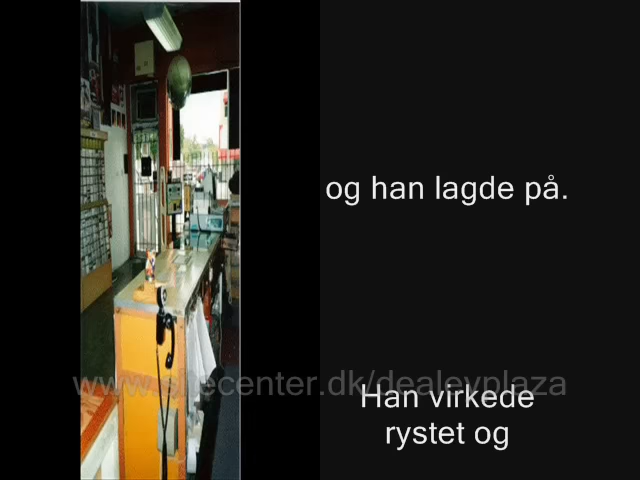 og han lagde på.
www.sitecenter.dk/dealeyplaza
Han virkede
rystet og